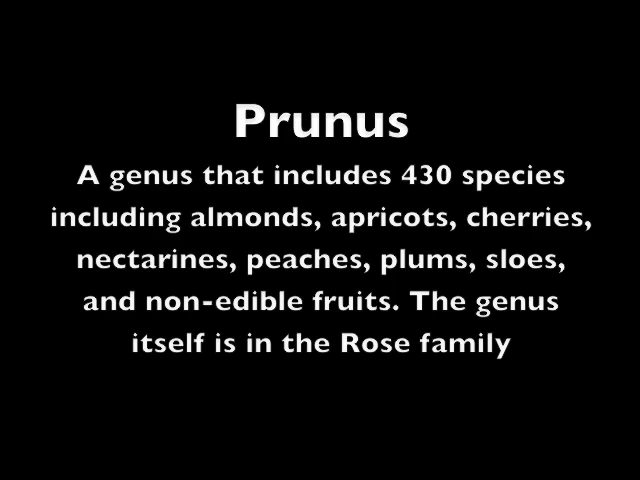 Prunus
A genus that includes 430 species
including almonds, apricots, cherries,
nectarines, peaches, plums, sloes,
and non-edible fruits. The genus
itself is in the Rose family